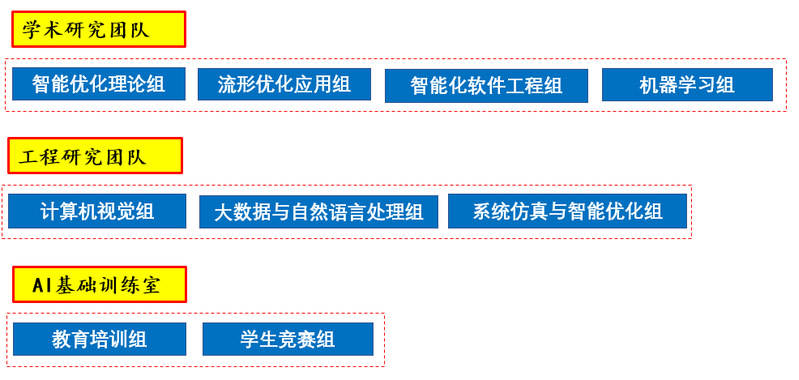 学术研究团队
智能优化理论组
流形优化应用组
智能化软件工程组
机器学习组
工程研究团队
计算机视觉组
大数据与自然语言处理组
系统仿真与智能优化组
AI基础训练室
教育培训组
学生竞赛组